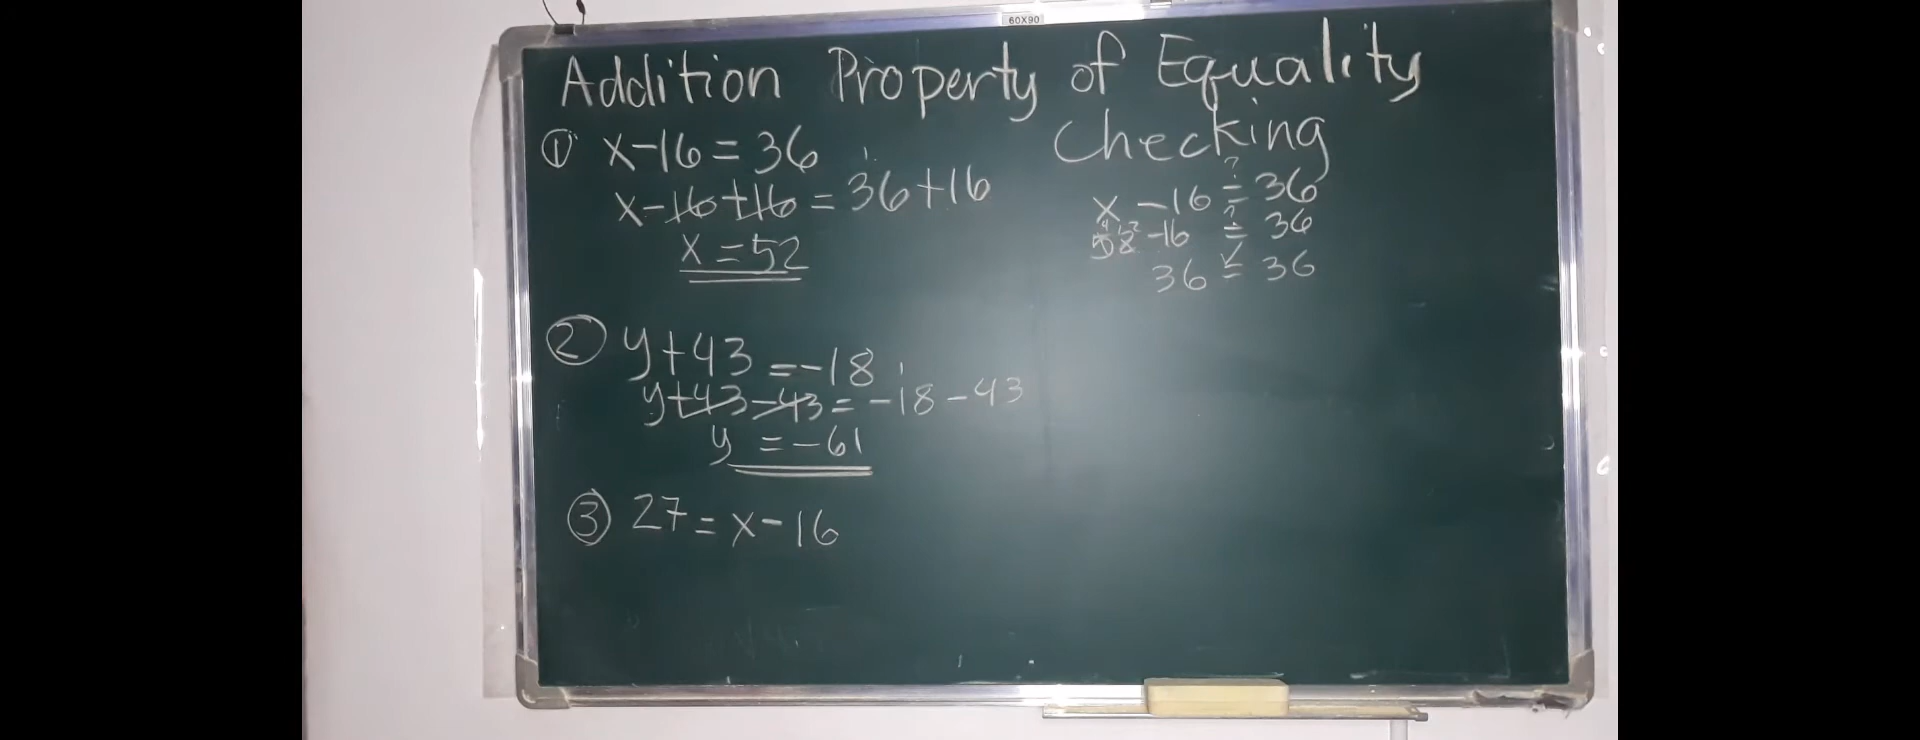 60X90
Addition Property of Equality
① x-16=36
x-16+16=36+16
x=52
Checking
x-16≟36
52-16≟36
36=36
② y+43=-18
y+43-43=-18-43
y=-61
③ 27=x-16